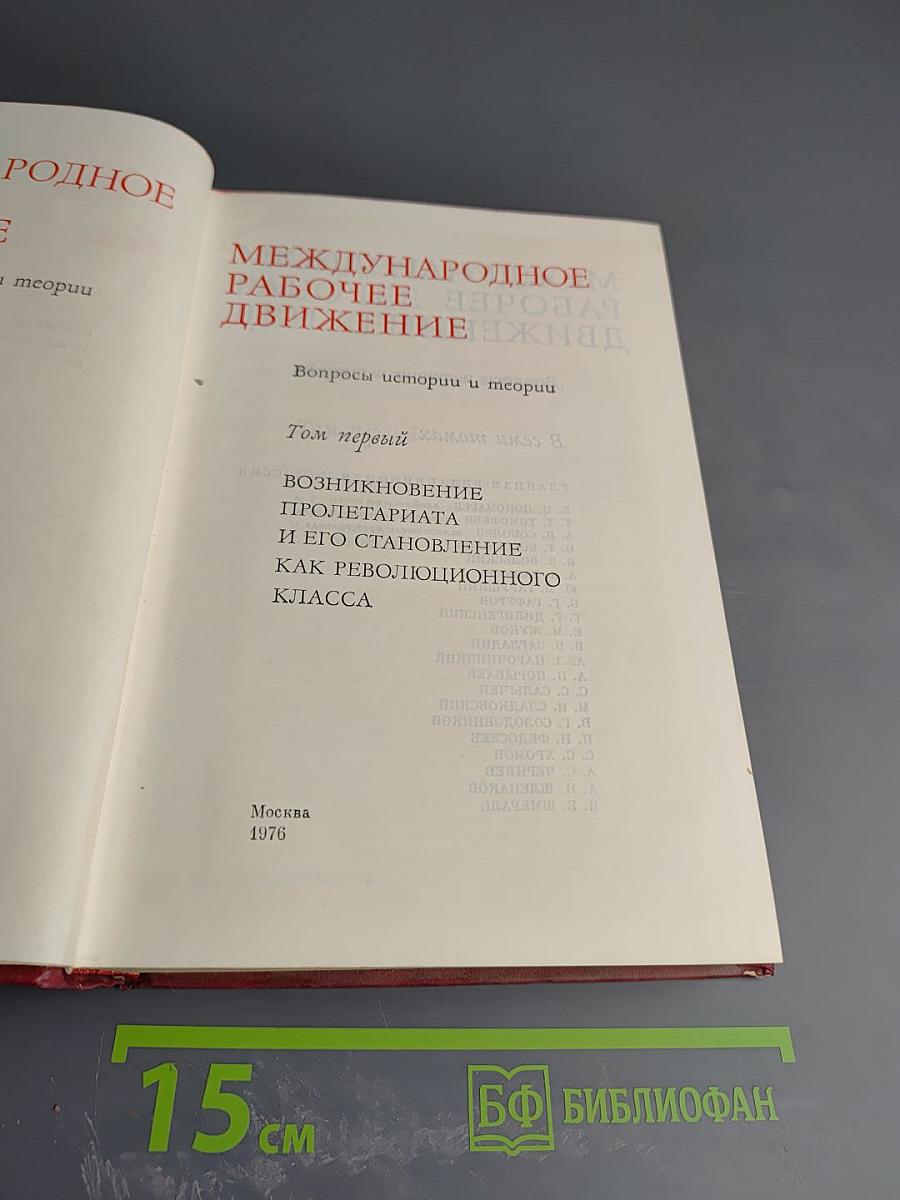 РОДНОЕ
Е
и теории
МЕЖДУНАРОДНОЕ
РАБОЧЕЕ
ДВИЖЕНИЕ
Вопросы истории и теории
Том первый
ВОЗНИКНОВЕНИЕ
ПРОЛЕТАРИАТА
И ЕГО СТАНОВЛЕНИЕ
КАК РЕВОЛЮЦИОННОГО
КЛАССА
Москва
1976
15 см
БФ БИБЛИОФАН